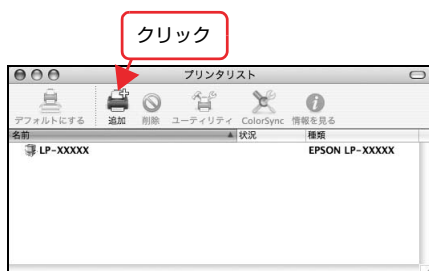 クリック
プリンタリスト
デフォルトにする 追加 削除 ユーティリティ ColorSync 情報を見る
名前 状況 種類
LP-XXXXX EPSON LP-XXXXX